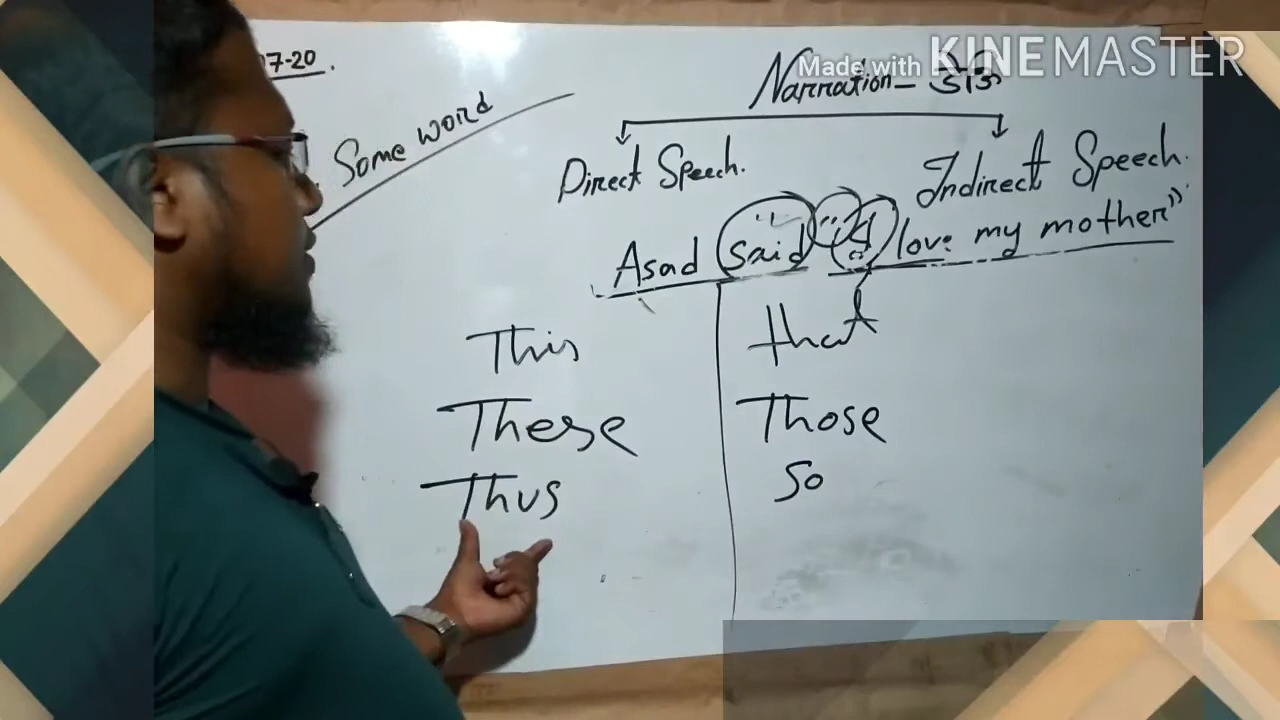 7-20
Made with KINEMASTER
Narration –
Some word
Direct Speech.
Indirect Speech.
Asad said "I love my mother"
This that
These Those
Thus so